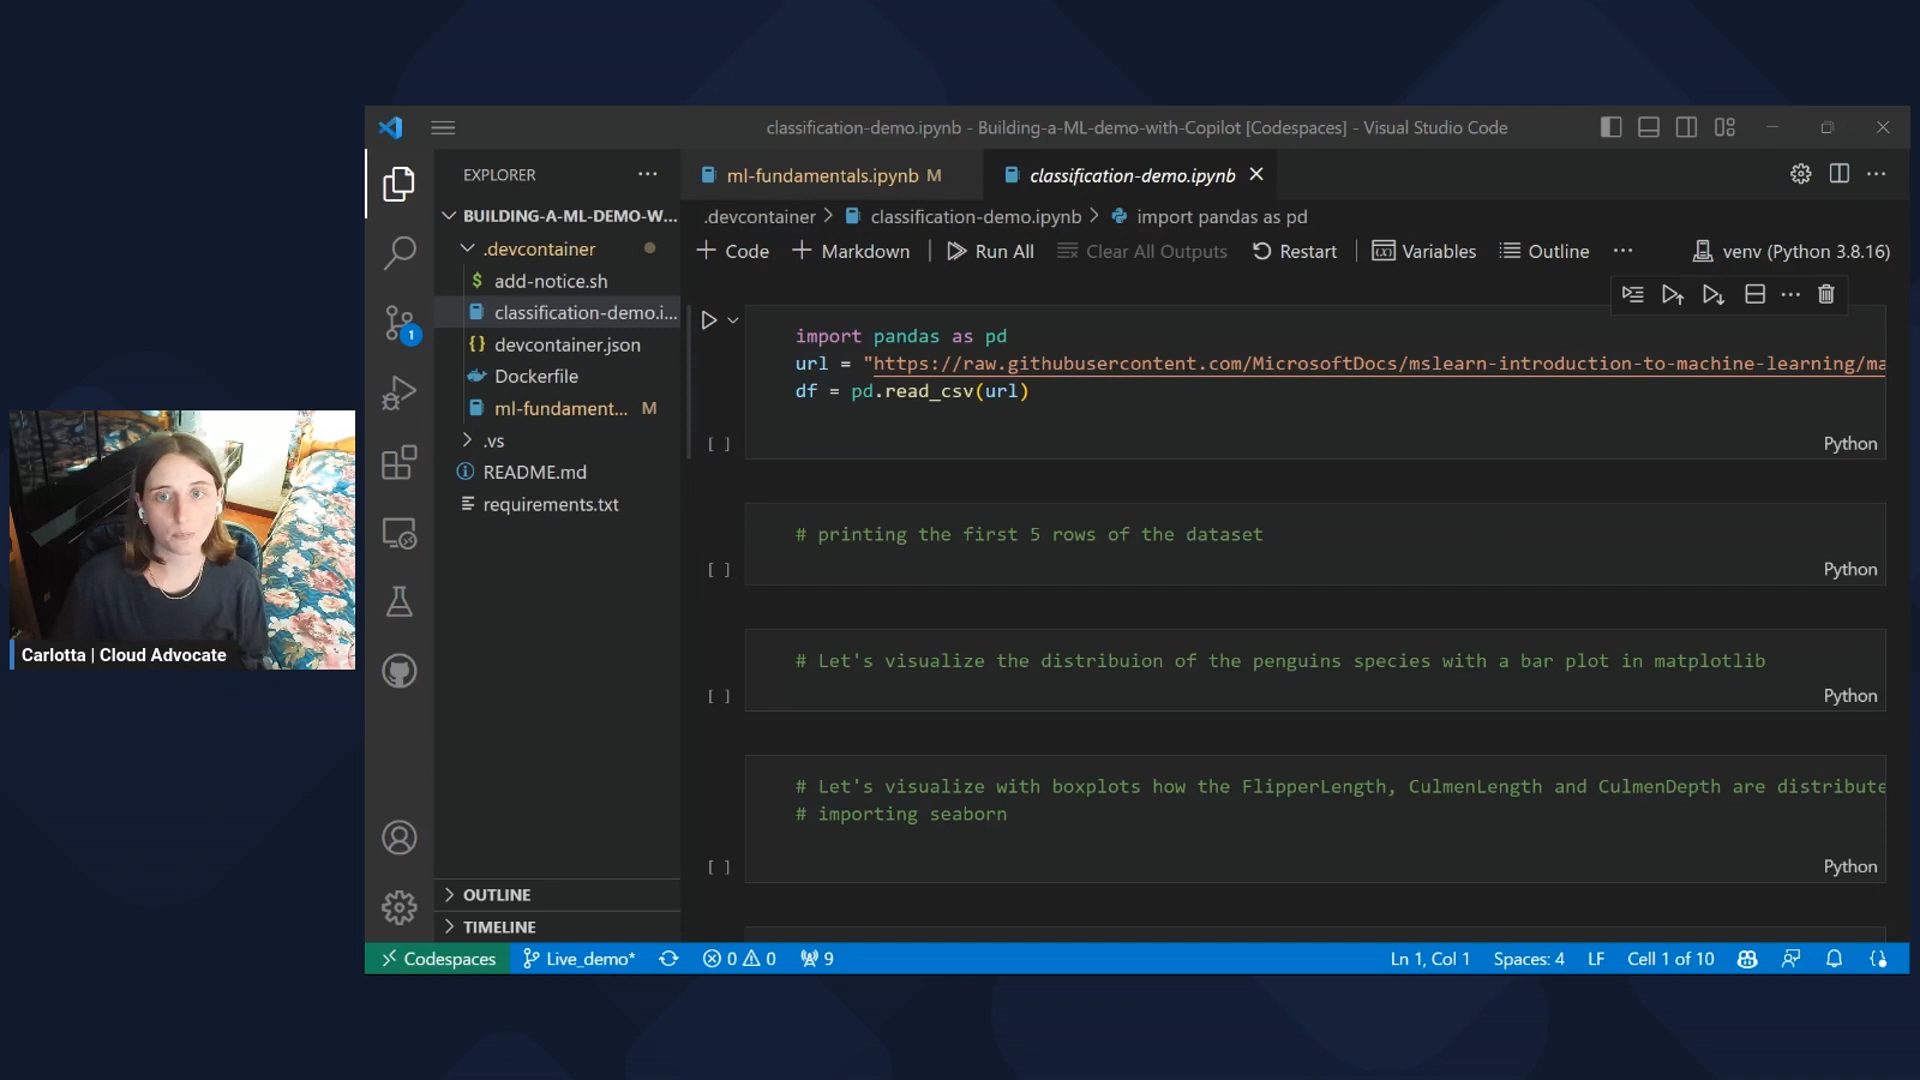 classification-demo.ipynb - Building-a-ML-demo-with-Copilot [Codespaces] - Visual Studio Code
EXPLORER
ml-fundamentals.ipynb M
classification-demo.ipynb
BUILDING-A-ML-DEMO-W...
.devcontainer
add-notice.sh
classification-demo.i...
devcontainer.json
Dockerfile
ml-fundament... M
.vs
README.md
requirements.txt
OUTLINE
TIMELINE
1
.devcontainer > classification-demo.ipynb > import pandas as pd
+ Code + Markdown Run All Clear All Outputs Restart Variables Outline ... venv (Python 3.8.16)
import pandas as pd
url = "https://raw.githubusercontent.com/MicrosoftDocs/mslearn-introduction-to-machine-learning/ma
df = pd.read_csv(url)
[ ] Python
# printing the first 5 rows of the dataset
[ ] Python
# Let's visualize the distribuion of the penguins species with a bar plot in matplotlib
[ ] Python
# Let's visualize with boxplots how the FlipperLength, CulmenLength and CulmenDepth are distribute
# importing seaborn
[ ] Python
Codespaces Live_demo* 0 0 9 Ln 1, Col 1 Spaces: 4 LF Cell 1 of 10
Carlotta | Cloud Advocate